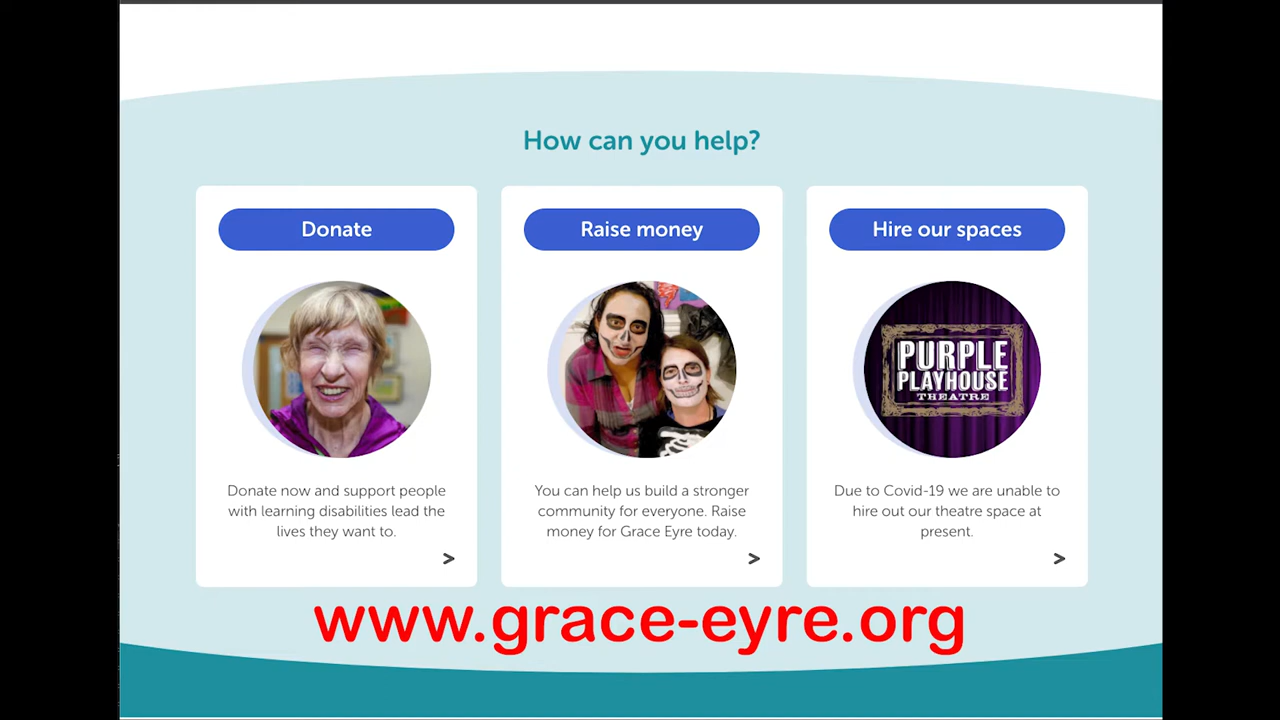 How can you help?
Donate
Raise money
Hire our spaces
PURPLE
PLAYHOUSE
THEATRE
Donate now and support people
with learning disabilities lead the
lives they want to.
>
You can help us build a stronger
community for everyone. Raise
money for Grace Eyre today.
>
Due to Covid-19 we are unable to
hire out our theatre space at
present.
>
www.grace-eyre.org